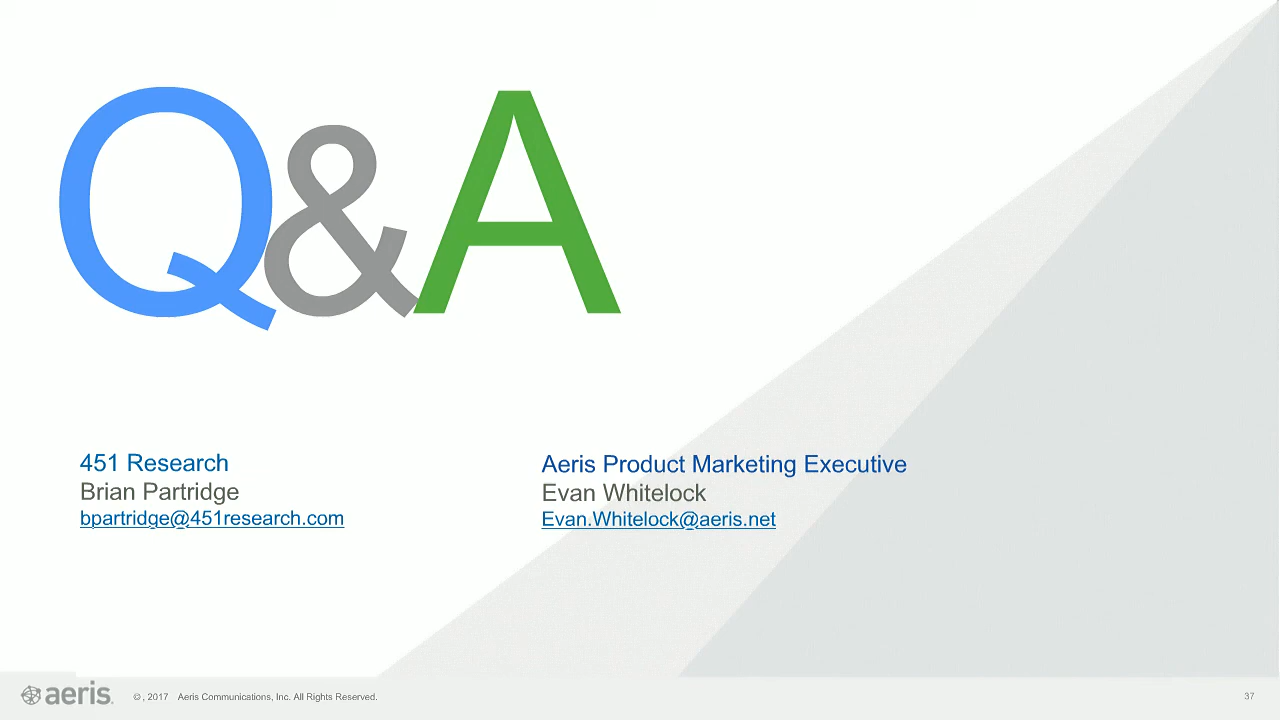 Q&A
451 Research
Brian Partridge
bpartridge@451research.com
Aeris Product Marketing Executive
Evan Whitelock
Evan.Whitelock@aeris.net
aeris. © , 2017 Aeris Communications, Inc. All Rights Reserved. 37